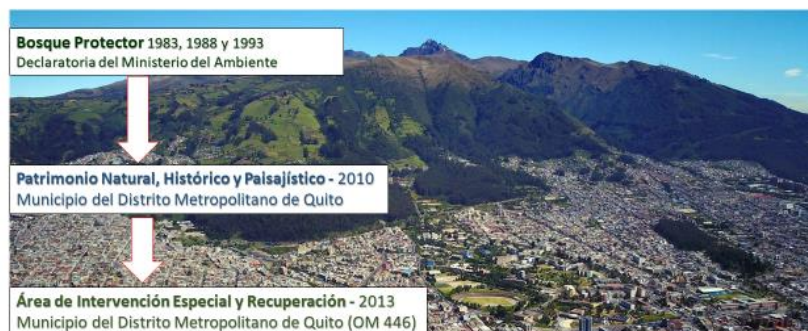 Bosque Protector 1983, 1988 y 1993
Declaratoria del Ministerio del Ambiente
Patrimonio Natural, Histórico y Paisajístico - 2010
Municipio del Distrito Metropolitano de Quito
Área de Intervención Especial y Recuperación - 2013
Municipio del Distrito Metropolitano de Quito (OM 446)